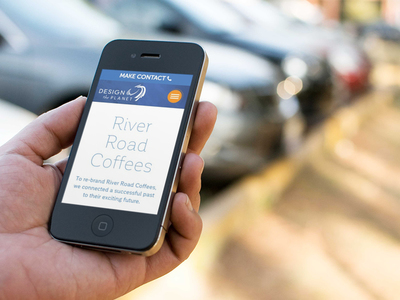 MAKE CONTACT
DESIGN
the PLANET
River
Road
Coffees
To re-brand River Road Coffees,
we connected a successful past
to their exciting future.